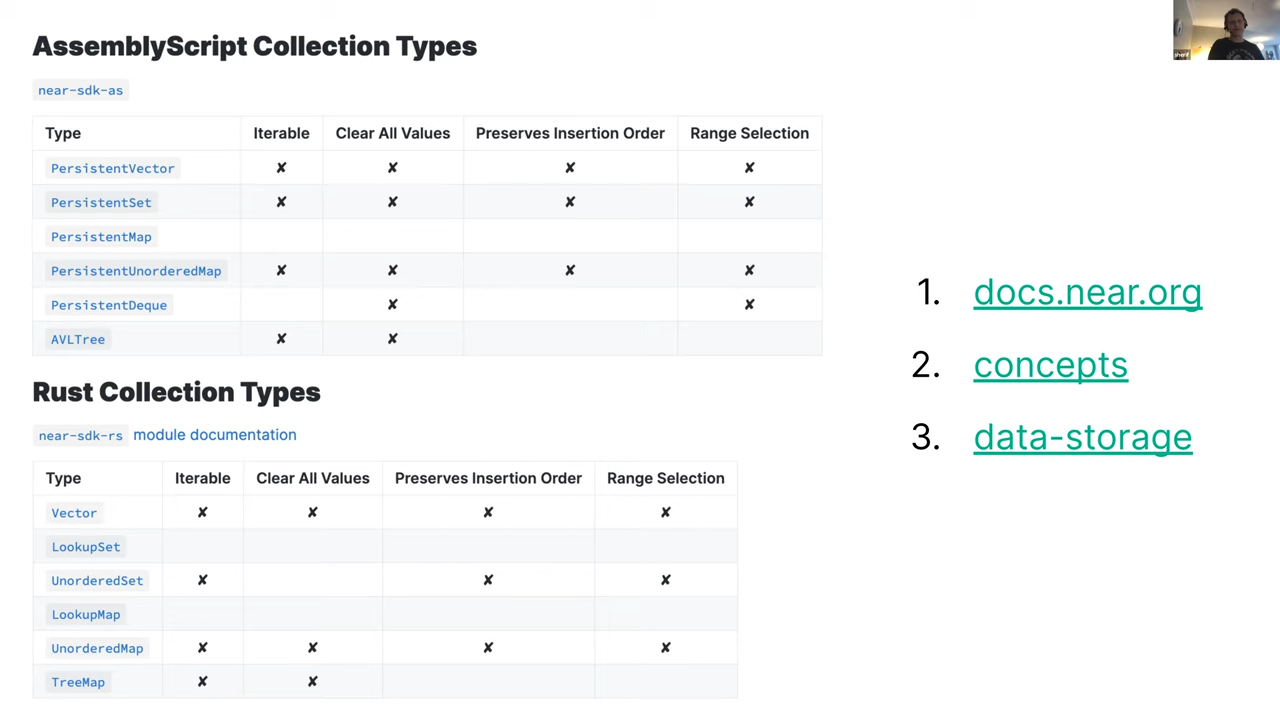 AssemblyScript Collection Types
near-sdk-as
Type Iterable Clear All Values Preserves Insertion Order Range Selection
PersistentVector ✘ ✘ ✘ ✘
PersistentSet ✘ ✘ ✘ ✘
PersistentMap
PersistentUnorderedMap ✘ ✘ ✘ ✘
PersistentDeque ✘ ✘
AVLTree ✘ ✘
Rust Collection Types
near-sdk-rs module documentation
Type Iterable Clear All Values Preserves Insertion Order Range Selection
Vector ✘ ✘ ✘ ✘
LookupSet
UnorderedSet ✘ ✘ ✘
LookupMap
UnorderedMap ✘ ✘ ✘ ✘
TreeMap ✘ ✘
1. docs.near.org
2. concepts
3. data-storage
sherif